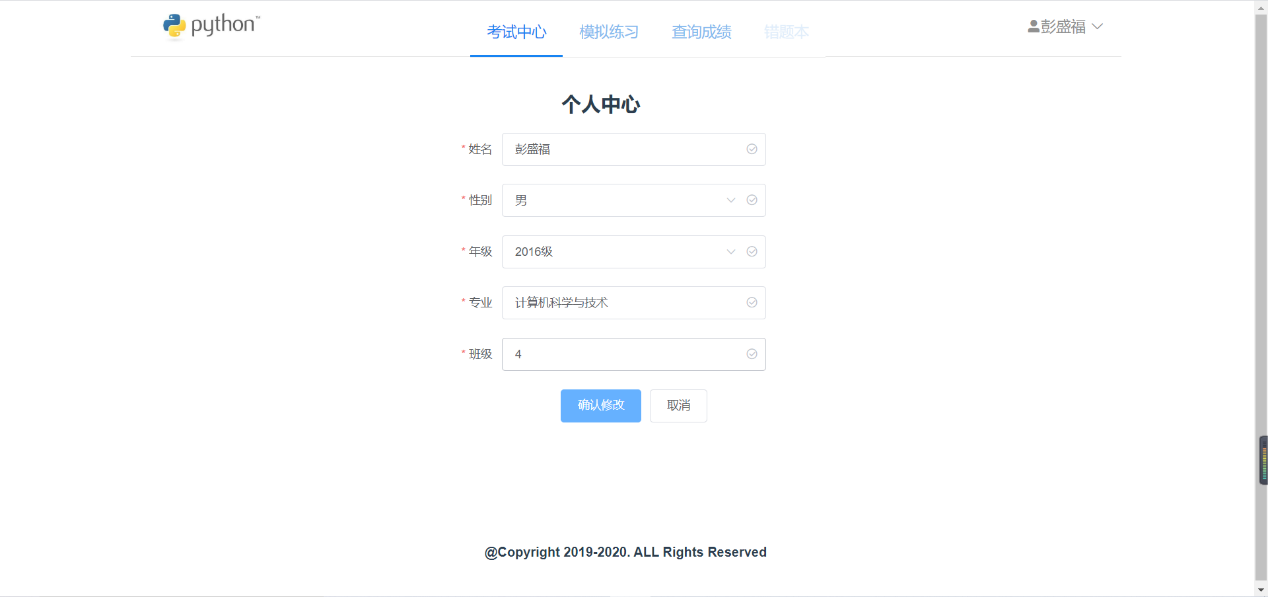 python™
考试中心 模拟练习 查询成绩 错题本
彭盛福
个人中心
* 姓名 彭盛福
* 性别 男
* 年级 2016级
* 专业 计算机科学与技术
* 班级 4
确认修改 取消
@Copyright 2019-2020. ALL Rights Reserved